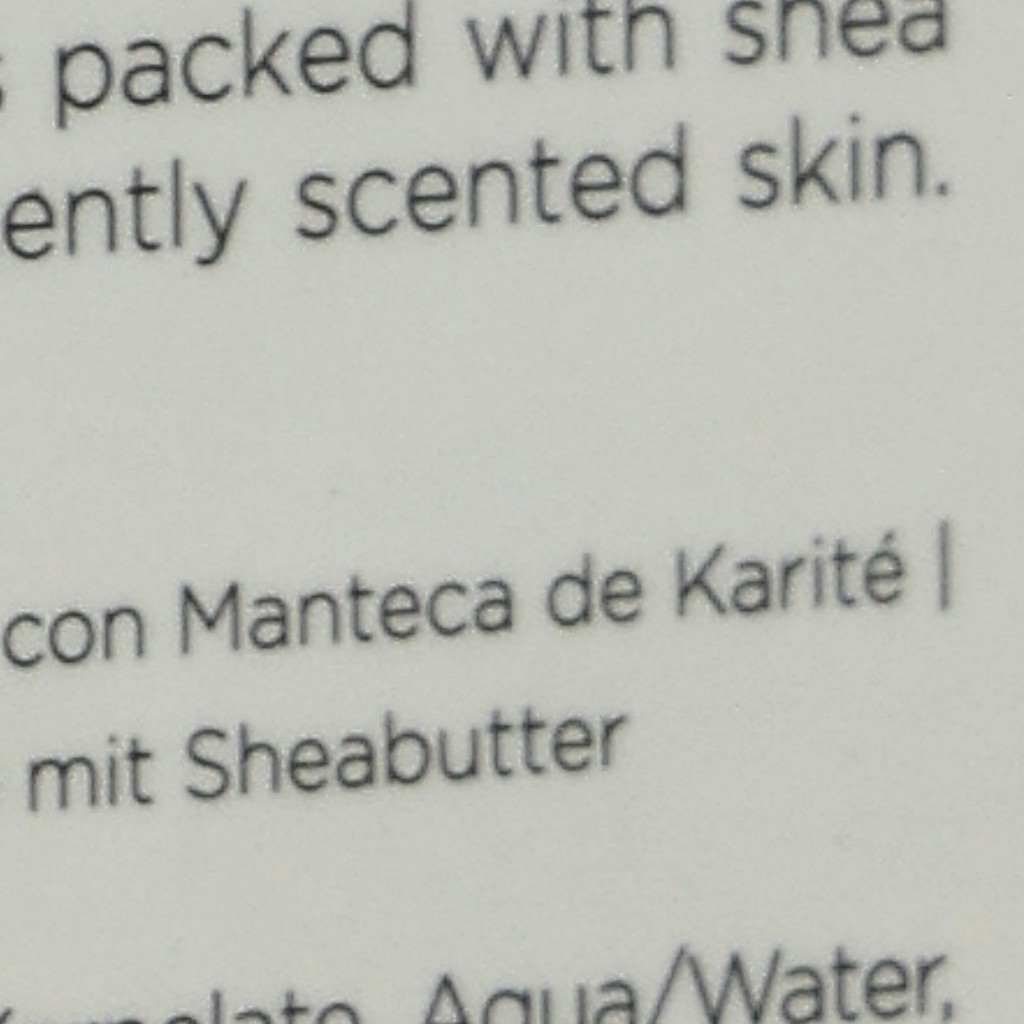 packed with shea
ently scented skin.
con Manteca de Karité |
mit Sheabutter
Aqua/Water,